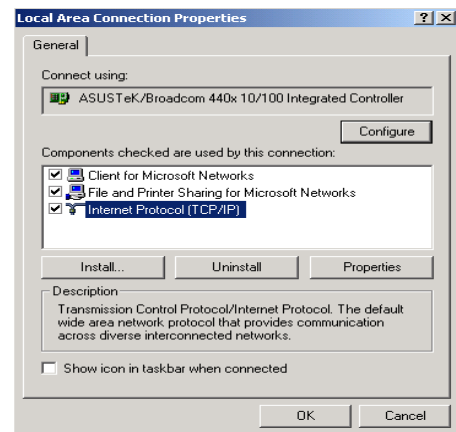 Local Area Connection Properties
General
Connect using:
ASUSTeK/Broadcom 440x 10/100 Integrated Controller
Configure
Components checked are used by this connection:
Client for Microsoft Networks
File and Printer Sharing for Microsoft Networks
Internet Protocol (TCP/IP)
Install...
Uninstall
Properties
Description
Transmission Control Protocol/Internet Protocol. The default
wide area network protocol that provides communication
across diverse interconnected networks.
Show icon in taskbar when connected
OK
Cancel